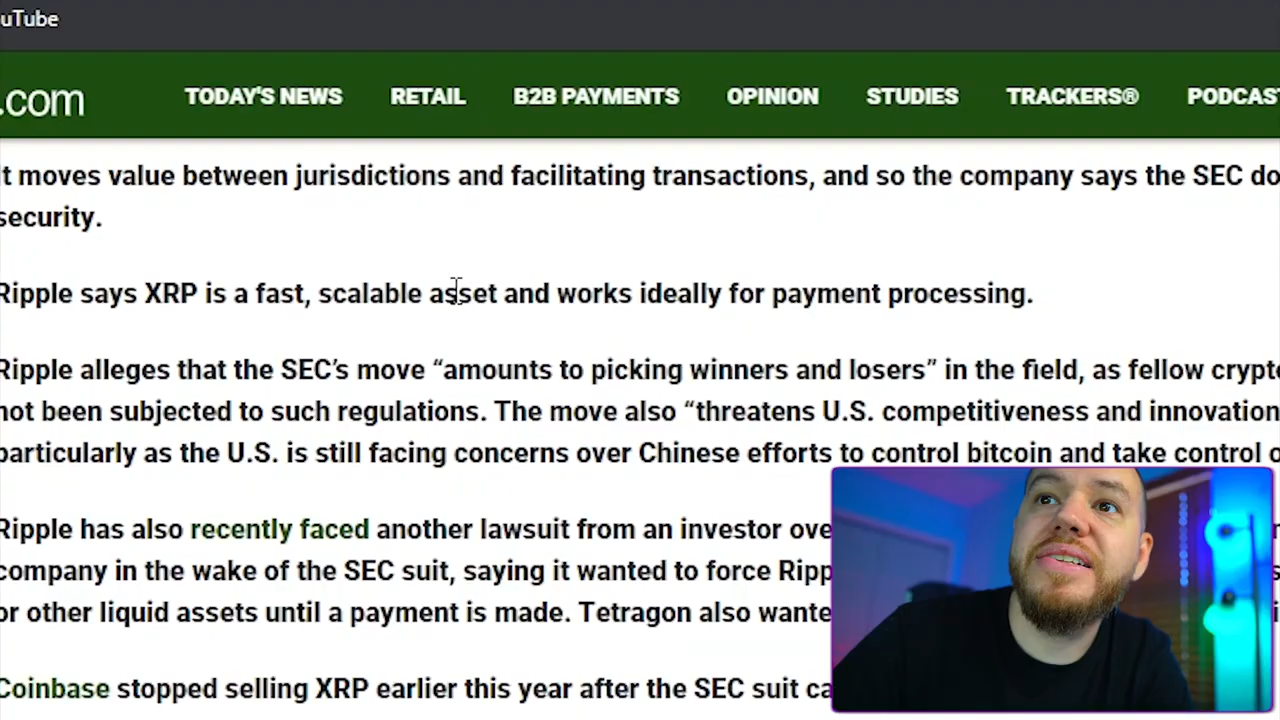 uTube
.com TODAY'S NEWS RETAIL B2B PAYMENTS OPINION STUDIES TRACKERS® PODCAST
It moves value between jurisdictions and facilitating transactions, and so the company says the SEC do
security.
Ripple says XRP is a fast, scalable asset and works ideally for payment processing.
Ripple alleges that the SEC’s move “amounts to picking winners and losers” in the field, as fellow crypto
not been subjected to such regulations. The move also “threatens U.S. competitiveness and innovation
particularly as the U.S. is still facing concerns over Chinese efforts to control bitcoin and take control o
Ripple has also recently faced another lawsuit from an investor ove
company in the wake of the SEC suit, saying it wanted to force Ripp
or other liquid assets until a payment is made. Tetragon also wante
Coinbase stopped selling XRP earlier this year after the SEC suit ca